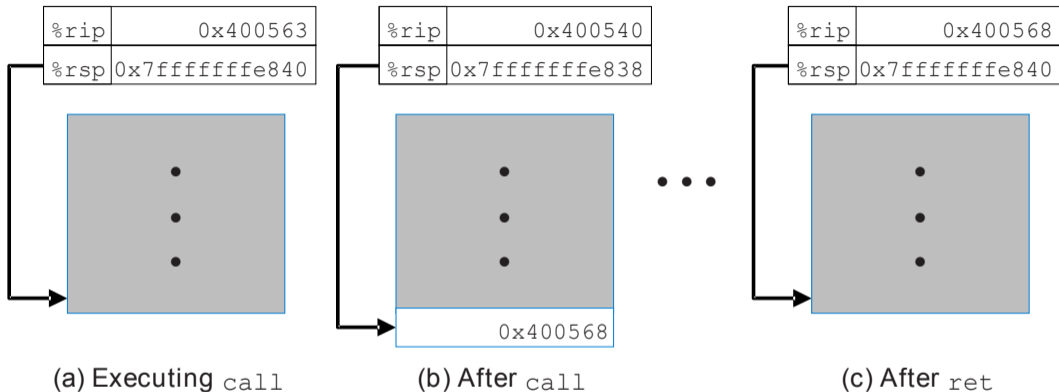 %rip 0x400563
%rsp 0x7fffffffe840
(a) Executing call
%rip 0x400540
%rsp 0x7fffffffe838
0x400568
(b) After call
%rip 0x400568
%rsp 0x7fffffffe840
(c) After ret